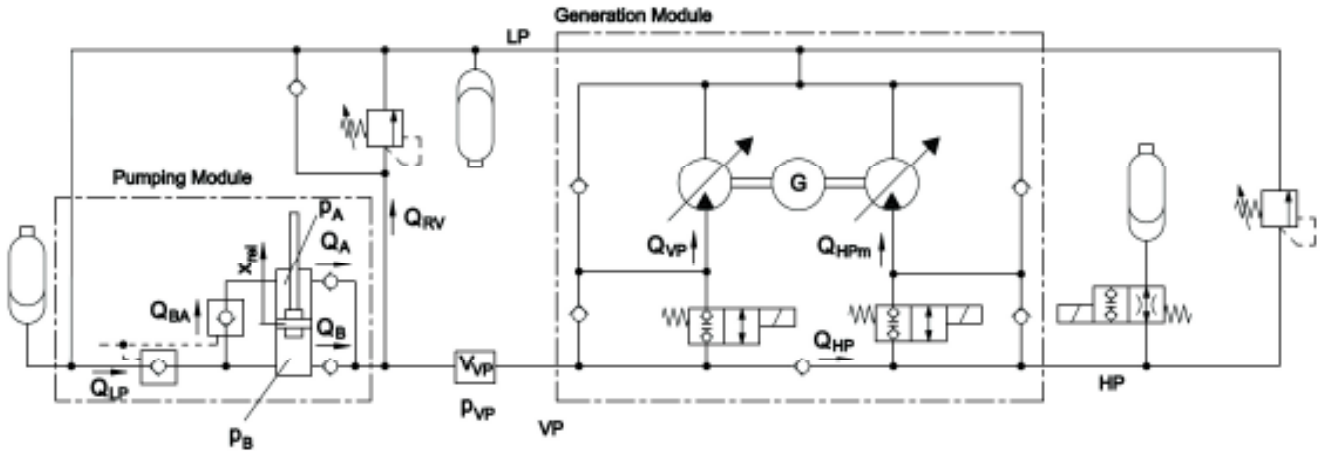 Generation Module
LP
Pumping Module
p_A
Q_A
x_rel
Q_RV
G
Q_VP
Q_HPm
Q_BA
Q_B
Q_HP
Q_LP
V_VP
HP
p_VP
VP
p_B